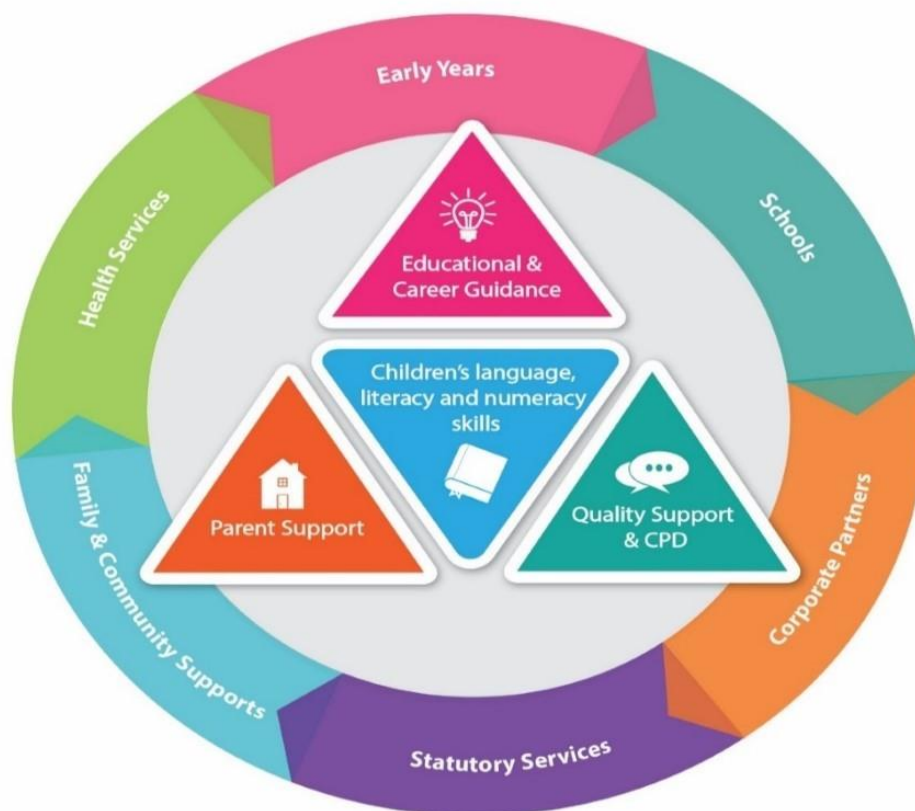 Early Years
Schools
Corporate Partners
Statutory Services
Family & Community Supports
Health Services
Educational &
Career Guidance
Children's language,
literacy and numeracy
skills
Parent Support
Quality Support
& CPD